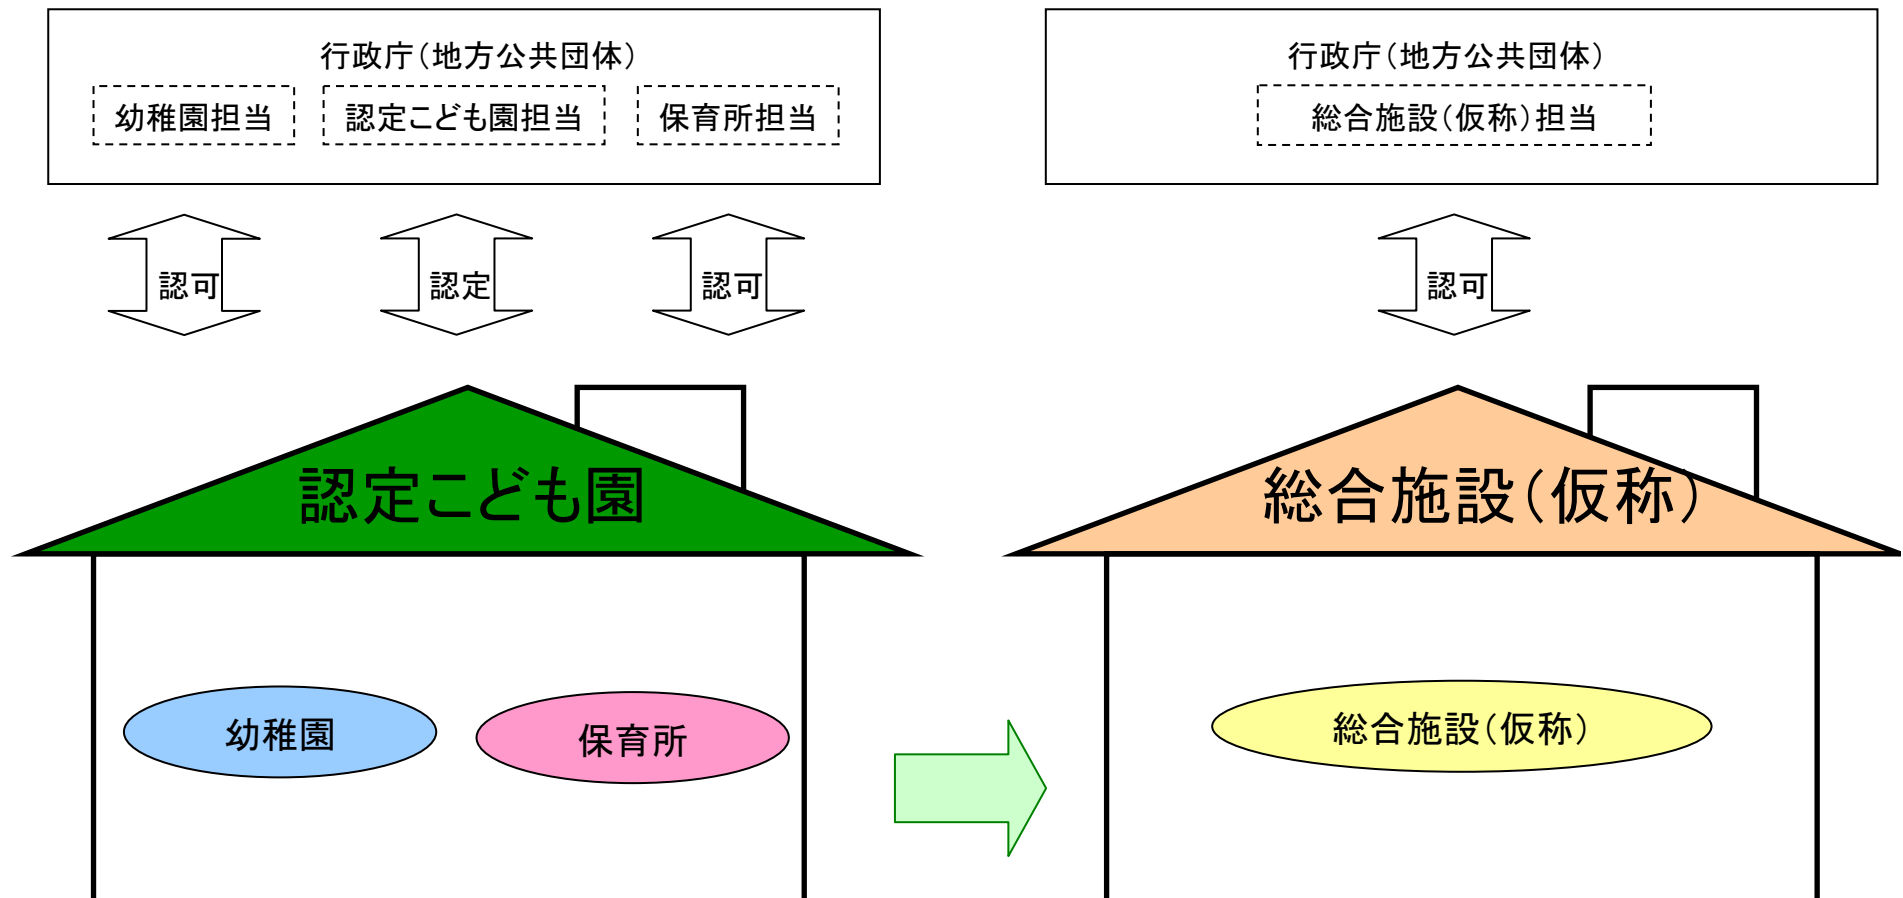 行政庁（地方公共団体）
幼稚園担当
認定こども園担当
保育所担当
認可
認定
認可
認定こども園
幼稚園
保育所
行政庁（地方公共団体）
総合施設（仮称）担当
認可
総合施設（仮称）
総合施設（仮称）